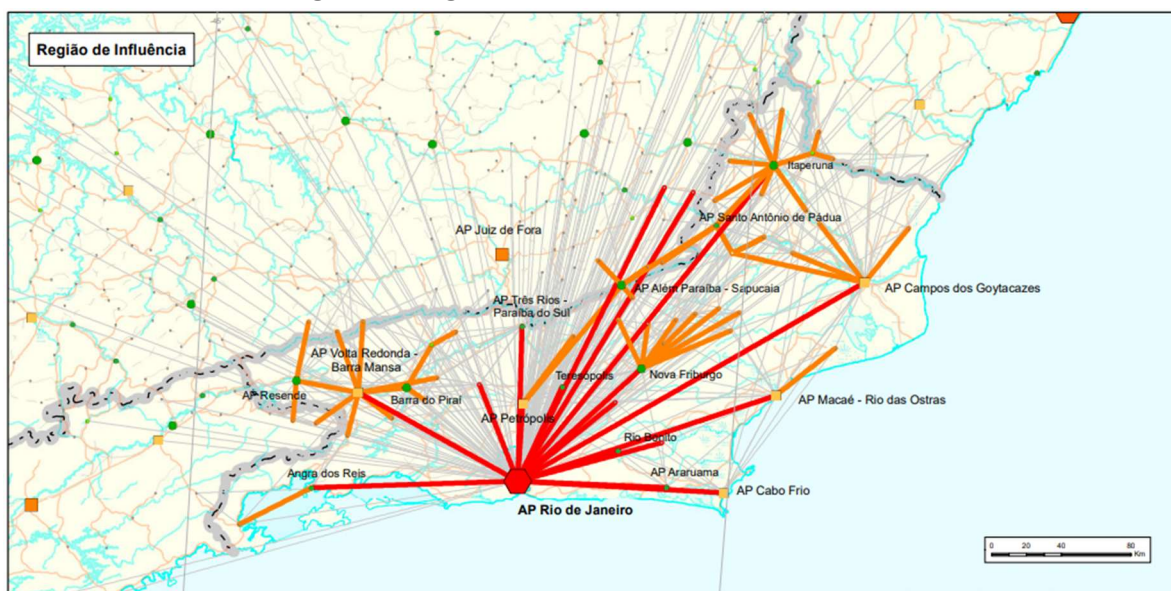 Região de Influência
Itaperuna
AP Santo Antônio de Pádua
AP Juiz de Fora
AP Além Paraíba - Sapucaia
AP Campos dos Goytacazes
AP Três Rios -
Paraíba do Sul
AP Volta Redonda -
Barra Mansa
Teresopolis
Nova Friburgo
AP Resende
Barra do Piraí
AP Macaé - Rio das Ostras
AP Petrópolis
Rio Bonito
Angra dos Reis
AP Araruama
AP Cabo Frio
AP Rio de Janeiro
0 20 40 80
Km